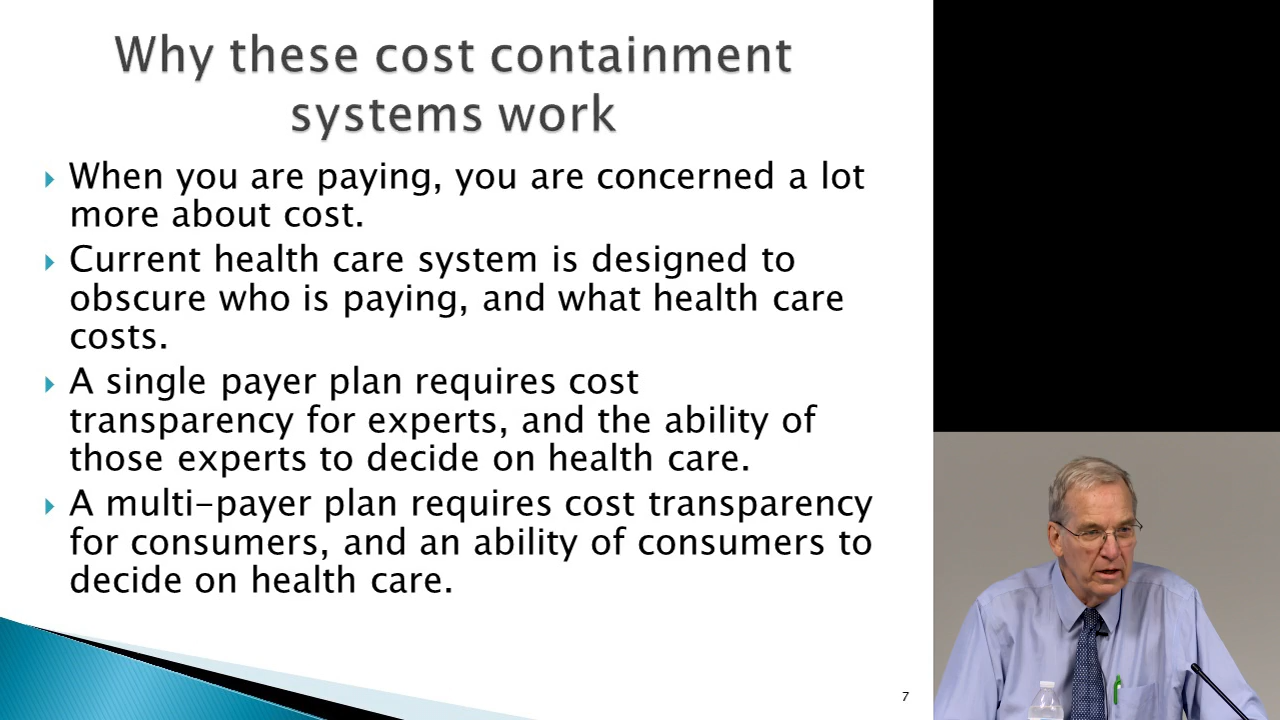 Why these cost containment
systems work
When you are paying, you are concerned a lot
more about cost.
Current health care system is designed to
obscure who is paying, and what health care
costs.
A single payer plan requires cost
transparency for experts, and the ability of
those experts to decide on health care.
A multi-payer plan requires cost transparency
for consumers, and an ability of consumers to
decide on health care.
7